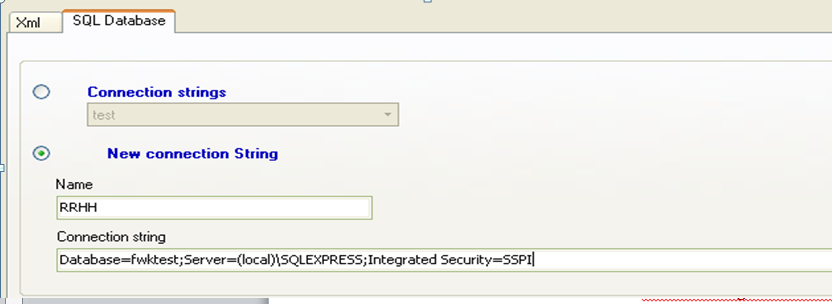 Xml
SQL Database
Connection strings
test
New connection String
Name
RRHH
Connection string
Database=fwktest;Server=(local)\SQLEXPRESS;Integrated Security=SSPI